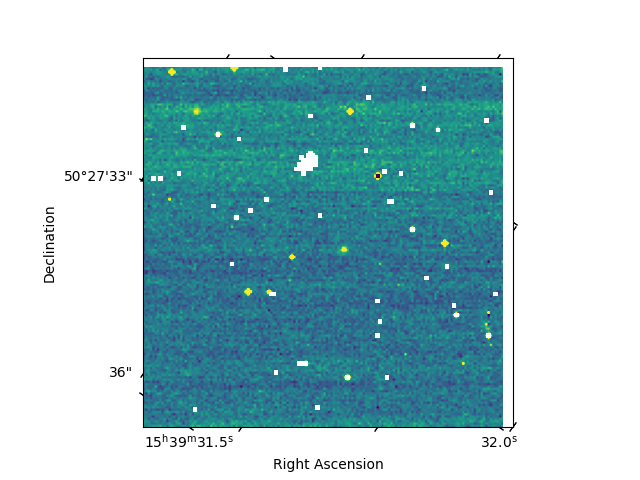 50°27'33"
Declination
36"
15ʰ39ᵐ31.5ˢ
32.0ˢ
Right Ascension